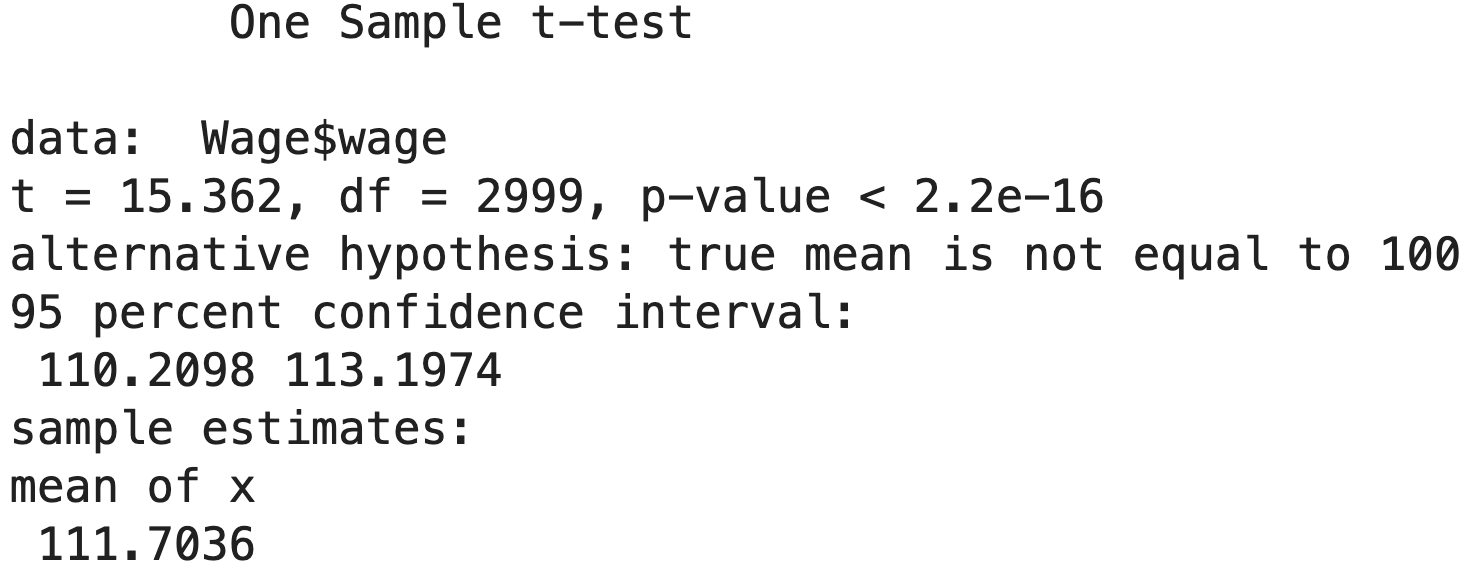 One Sample t-test
data: Wage$wage
t = 15.362, df = 2999, p-value < 2.2e-16
alternative hypothesis: true mean is not equal to 100
95 percent confidence interval:
110.2098 113.1974
sample estimates:
mean of x
111.7036